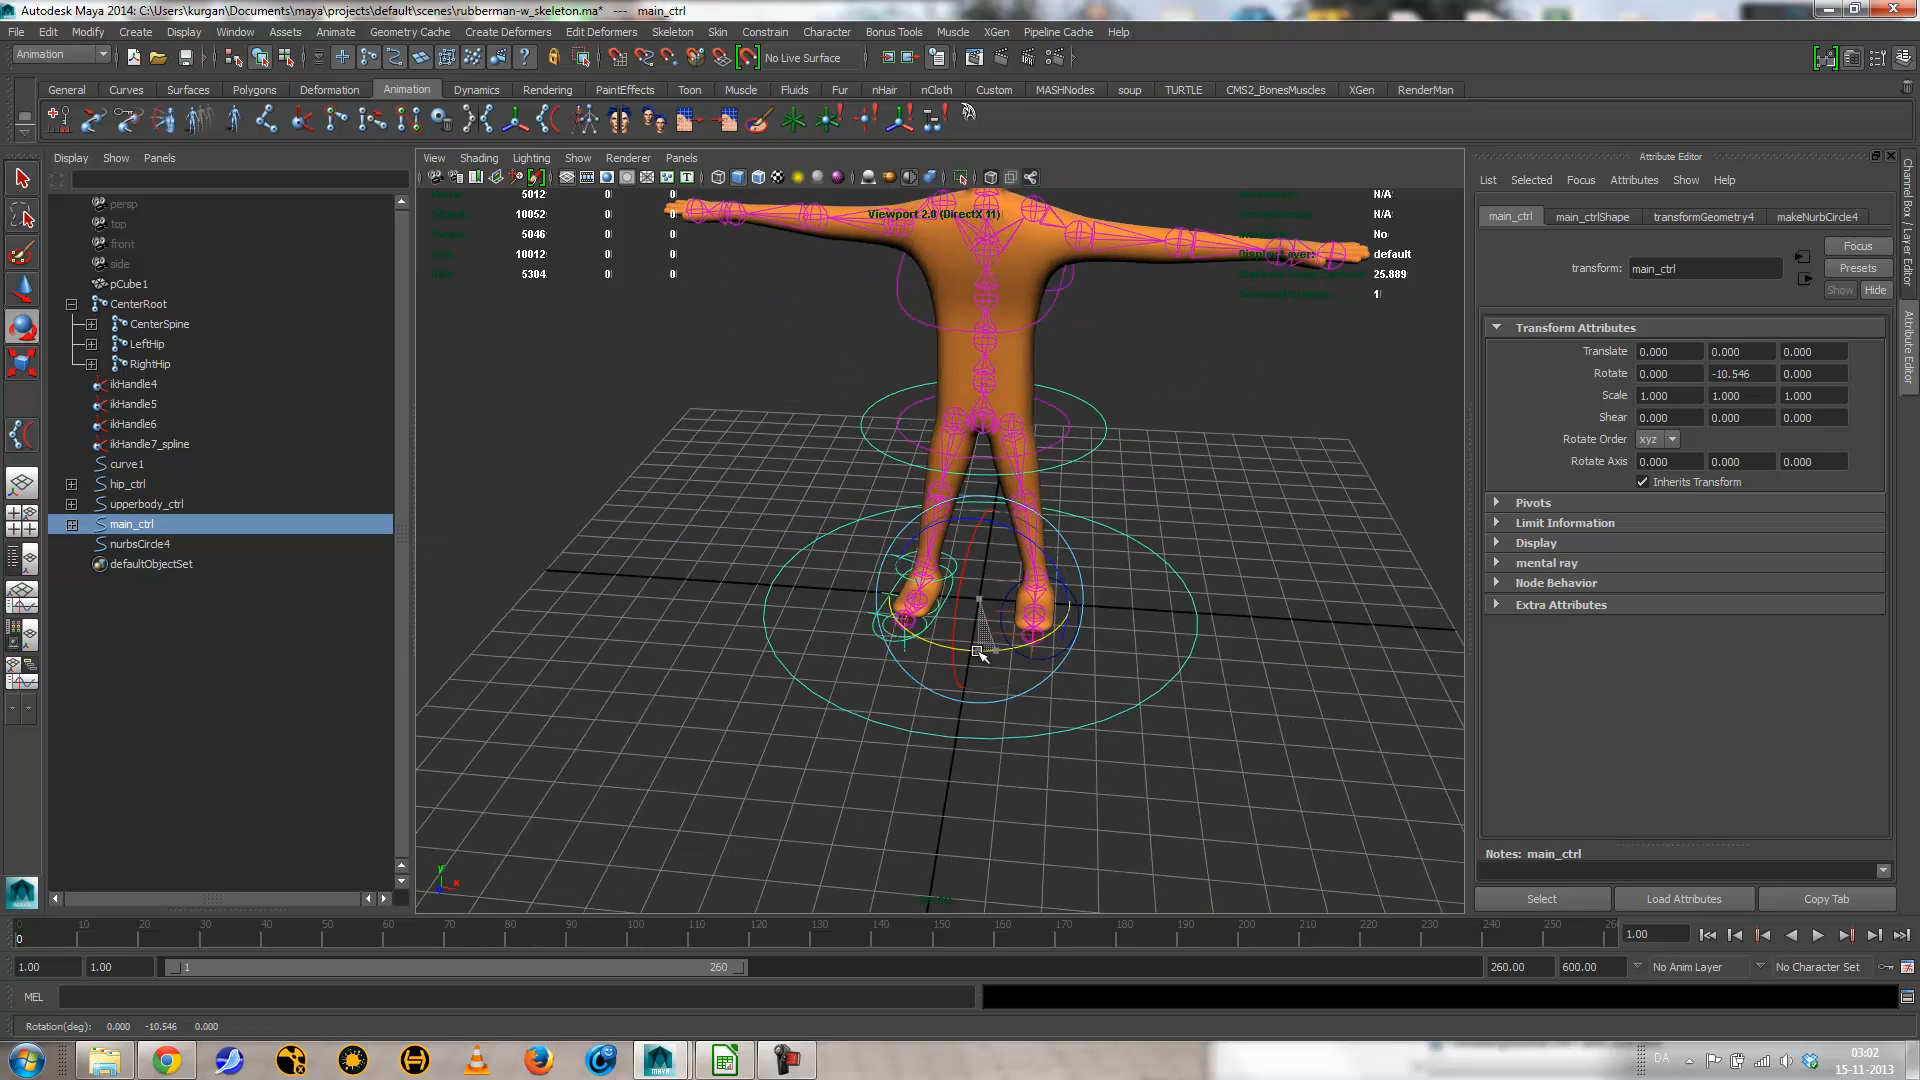 Autodesk Maya 2014: C:\Users\kurgan\Documents\maya\projects\default\scenes\rubberman-w_skeleton.ma* --- main_ctrl
File Edit Modify Create Display Window Assets Animate Geometry Cache Create Deformers Edit Deformers Skeleton Skin Constrain Character Bonus Tools Muscle XGen Pipeline Cache Help
Animation No Live Surface
General Curves Surfaces Polygons Deformation Animation Dynamics Rendering PaintEffects Toon Muscle Fluids Fur nHair nCloth Custom MASHNodes soup TURTLE CMS2_BonesMuscles XGen RenderMan
Display Show Panels
persp
top
front
side
pCube1
CenterRoot
CenterSpine
LeftHip
RightHip
ikHandle4
ikHandle5
ikHandle6
ikHandle7_spline
curve1
hip_ctrl
upperbody_ctrl
main_ctrl
nurbsCircle4
defaultObjectSet
View Shading Lighting Show Renderer Panels
5012 0 0 N/A
10052 0 0 Viewport 2.0 (DirectX 11) N/A
5046 0 0 No
10012 0 0 Display Layer: default
5304 0 0 25.889
1
y
Attribute Editor
List Selected Focus Attributes Show Help
main_ctrl main_ctrlShape transformGeometry4 makeNurbCircle4
Focus
transform: main_ctrl Presets
Show Hide
Transform Attributes
Translate 0.000 0.000 0.000
Rotate 0.000 -10.546 0.000
Scale 1.000 1.000 1.000
Shear 0.000 0.000 0.000
Rotate Order xyz
Rotate Axis 0.000 0.000 0.000
Inherits Transform
Pivots
Limit Information
Display
mental ray
Node Behavior
Extra Attributes
Notes: main_ctrl
Select Load Attributes Copy Tab
Channel Box / Layer Editor
Attribute Editor
0 10 20 30 40 50 60 70 80 90 100 110 120 130 140 150 160 170 180 190 200 210 220 230 240 250 26
0 1.00
1.00 1.00 1 260 260.00 600.00 No Anim Layer No Character Set
MEL
Rotation(deg): 0.000 -10.546 0.000
MAYA DA 03:02
15-11-2013